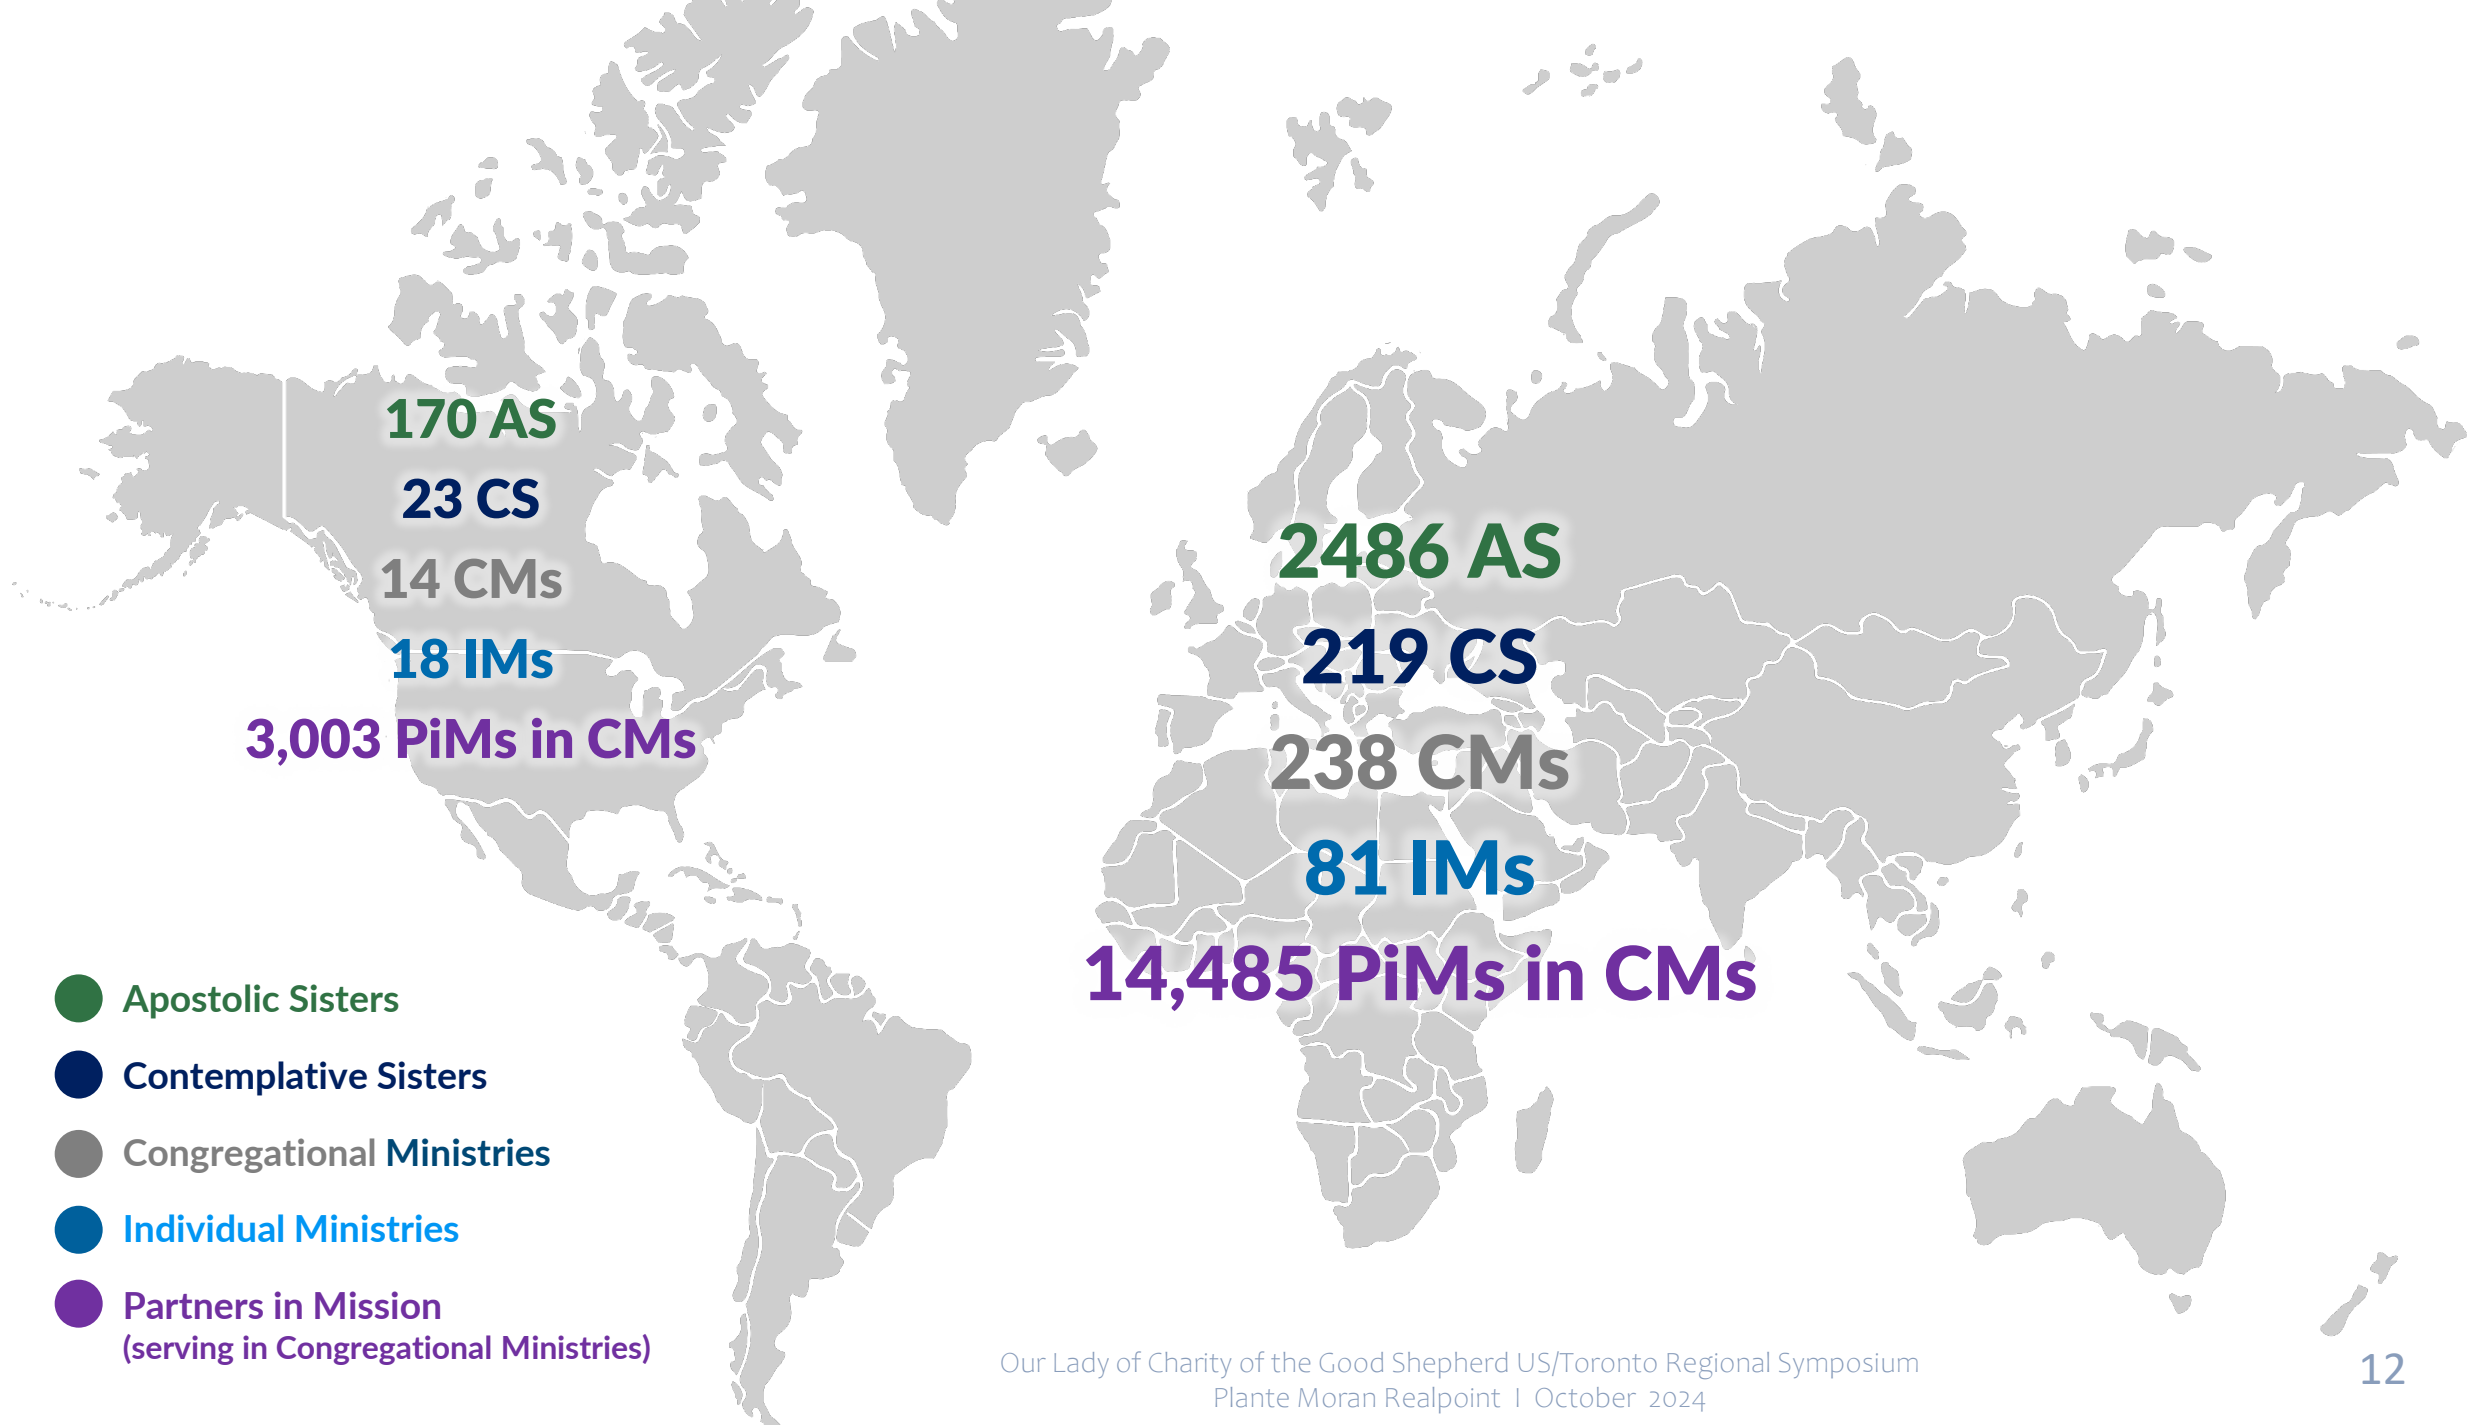 170 AS
23 CS
14 CMs
18 IMs
3,003 PiMs in CMs
2486 AS
219 CS
238 CMs
81 IMs
14,485 PiMs in CMs
Apostolic Sisters
Contemplative Sisters
Congregational Ministries
Individual Ministries
Partners in Mission
(serving in Congregational Ministries)
Our Lady of Charity of the Good Shepherd US/Toronto Regional Symposium
Plante Moran Realpoint I October 2024
12